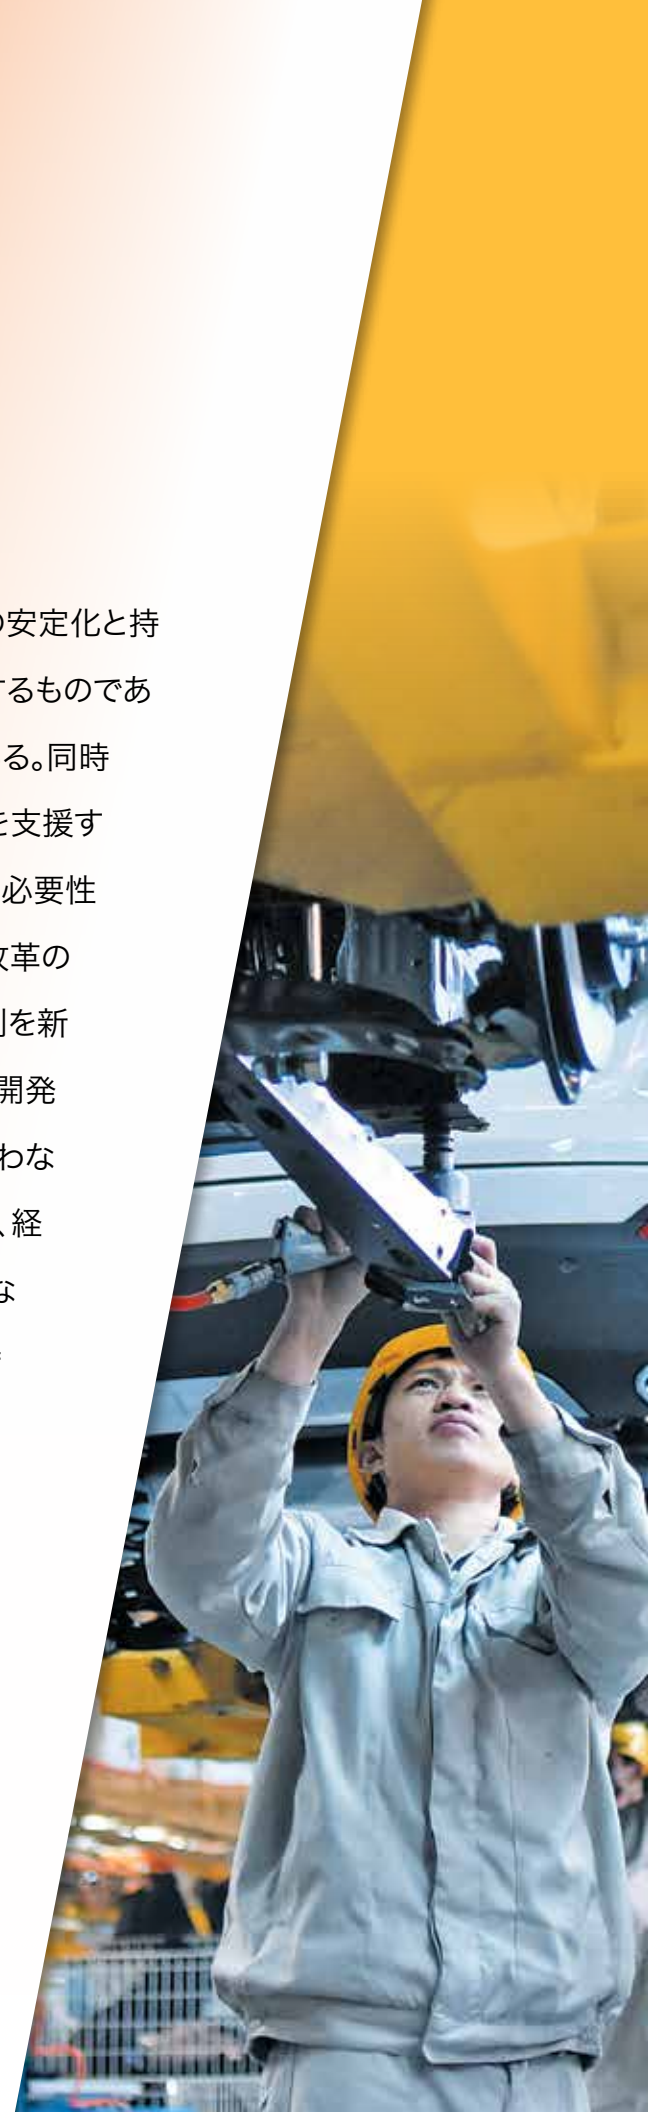 の安定化と持
するものであ
る。同時
を支援す
必要性
改革の
を新
開発
わな
、経
な